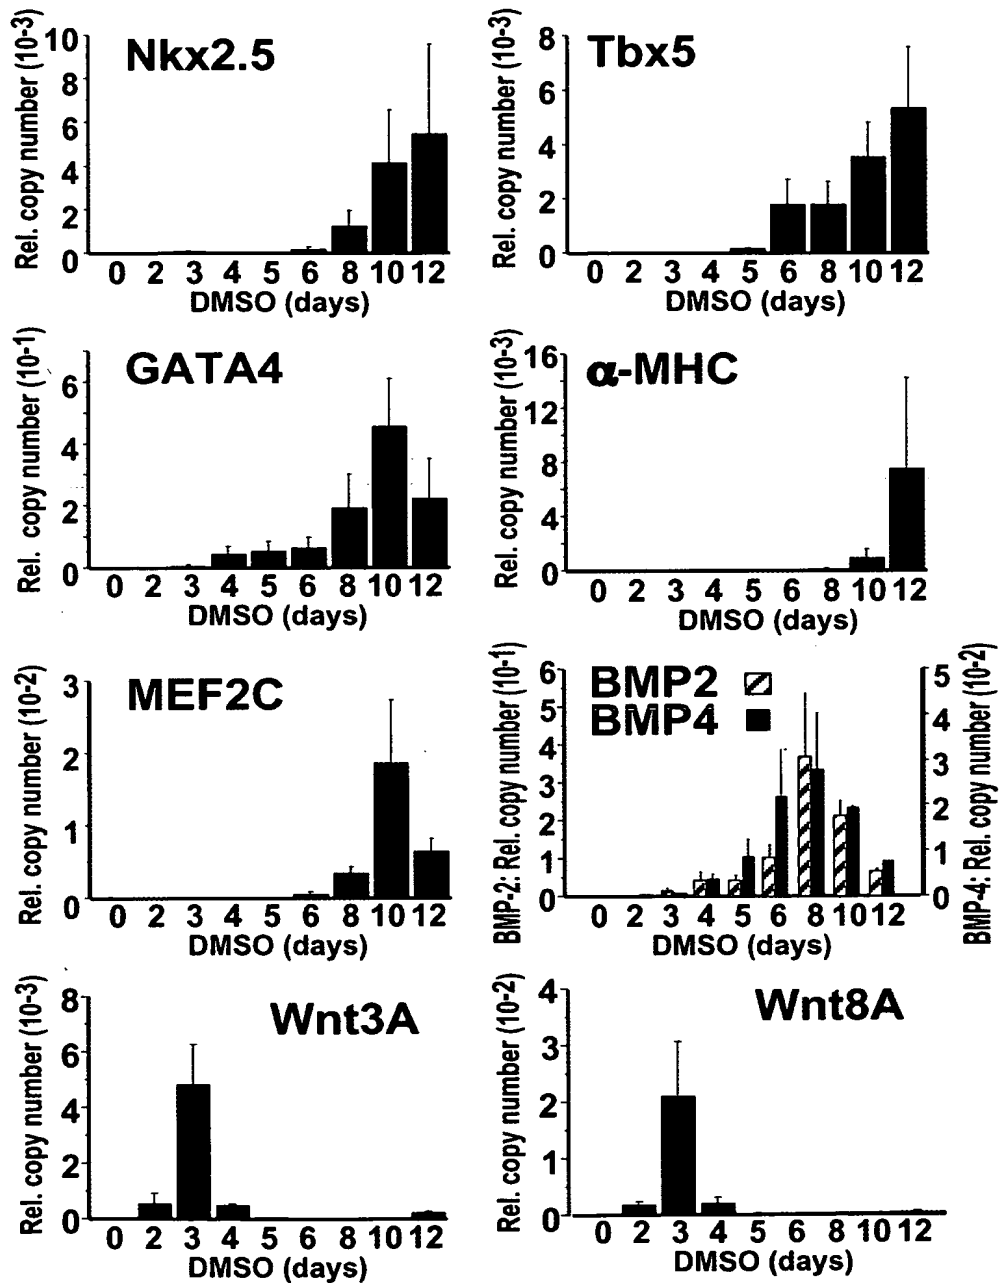 Nkx2.5
Rel. copy number (10-3)
10
8
6
4
2
0
0 2 3 4 5 6 8 10 12
DMSO (days)
Tbx5
Rel. copy number (10-3)
8
6
4
2
0
0 2 3 4 5 6 8 10 12
DMSO (days)
GATA4
Rel. copy number (10-1)
6
4
2
0
0 2 3 4 5 6 8 10 12
DMSO (days)
α-MHC
Rel. copy number (10-3)
16
12
8
4
0
0 2 3 4 5 6 8 10 12
DMSO (days)
MEF2C
Rel. copy number (10-2)
3
2
1
0
0 2 3 4 5 6 8 10 12
DMSO (days)
BMP2
BMP4
BMP-2: Rel. copy number (10-1)
6
5
4
3
2
1
0
BMP-4: Rel. copy number (10-2)
5
4
3
2
1
0
0 2 3 4 5 6 8 10 12
DMSO (days)
Wnt3A
Rel. copy number (10-3)
8
6
4
2
0
0 2 3 4 5 6 8 10 12
DMSO (days)
Wnt8A
Rel. copy number (10-2)
4
3
2
1
0
0 2 3 4 5 6 8 10 12
DMSO (days)